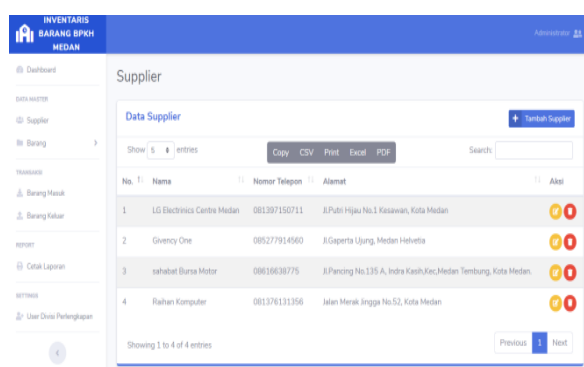 INVENTARIS
BARANG BPKH
MEDAN
Administrator
Dashboard
Supplier
DATA MASTER
Supplier
Barang
TRANSAKSI
Barang Masuk
Barang Keluar
REPORT
Cetak Laporan
SETTINGS
User Divisi Perlengkapan
Data Supplier
+ Tambah Supplier
Show 5 entries
Copy CSV Print Excel PDF
Search:
No. Nama Nomor Telepon Alamat Aksi
1 LG Electrinics Centre Medan 081397150711 Jl.Putri Hijau No.1 Kesawan, Kota Medan
2 Givency One 085277914560 Jl.Gaperta Ujung, Medan Helvetia
3 sahabat Bursa Motor 08616638775 Jl.Pancing No.135 A, Indra Kasih,Kec,Medan Tembung, Kota Medan.
4 Raihan Komputer 081376131356 Jalan Merak Jingga No.52, Kota Medan
Showing 1 to 4 of 4 entries
Previous 1 Next